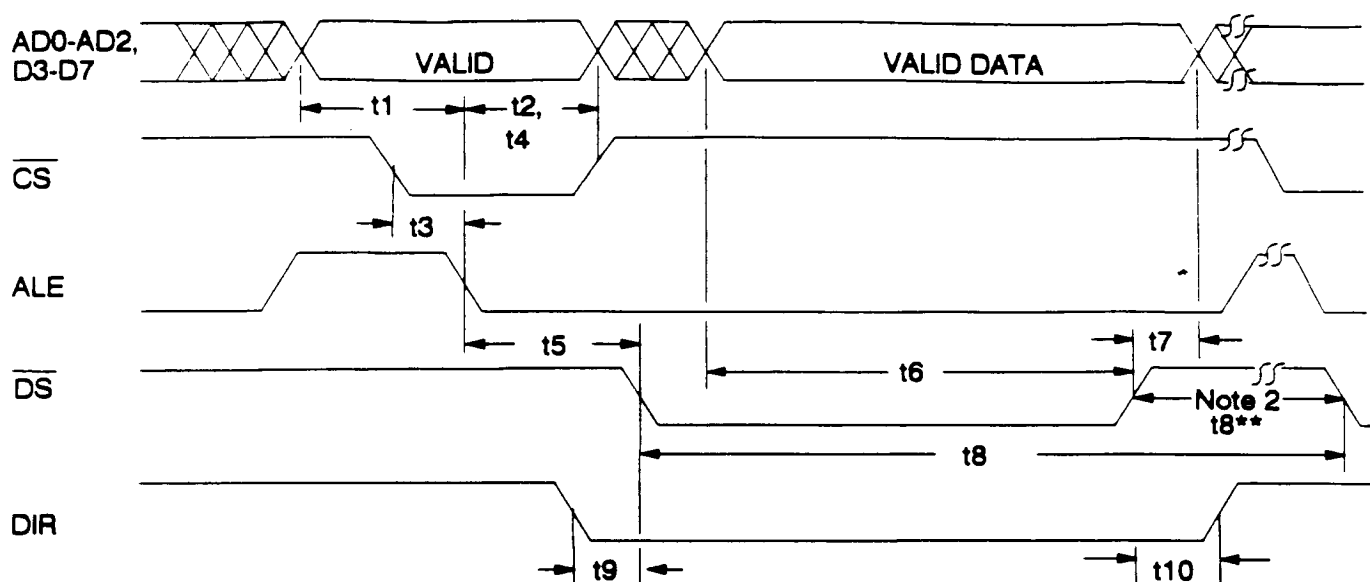 AD0-AD2,
D3-D7
VALID
VALID DATA
t1
t2,
t4
CS
t3
ALE
t5
t7
DS
t6
Note 2
t8**
t8
DIR
t9
t10